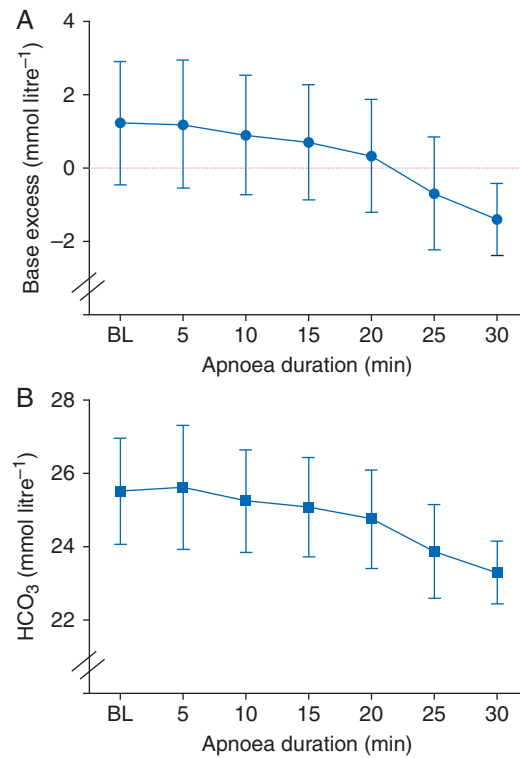 A
Base excess (mmol litre⁻¹)
4
2
0
–2
BL 5 10 15 20 25 30
Apnoea duration (min)
B
HCO₃ (mmol litre⁻¹)
28
26
24
22
BL 5 10 15 20 25 30
Apnoea duration (min)